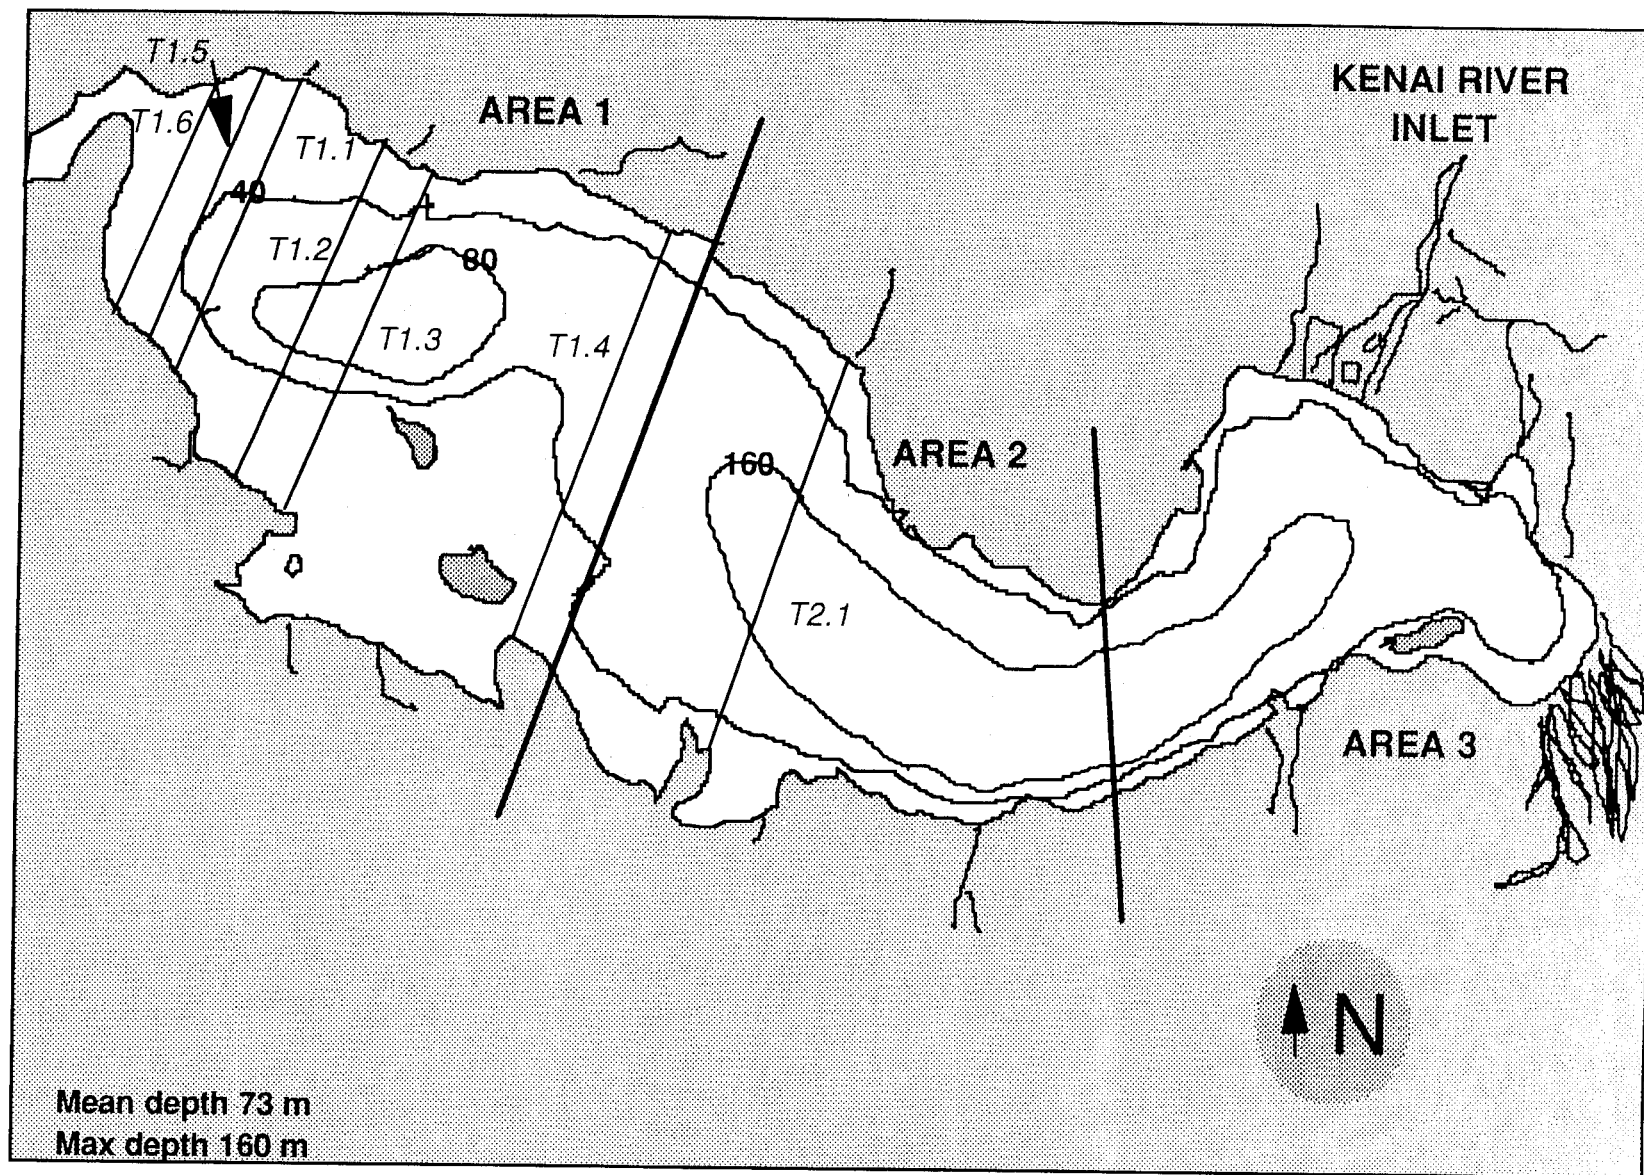 T1.5
KENAI RIVER
INLET
AREA 1
T1.6
T1.1
40
T1.2
80
T1.3
T1.4
AREA 2
160
T2.1
AREA 3
N
Mean depth 73 m
Max depth 160 m